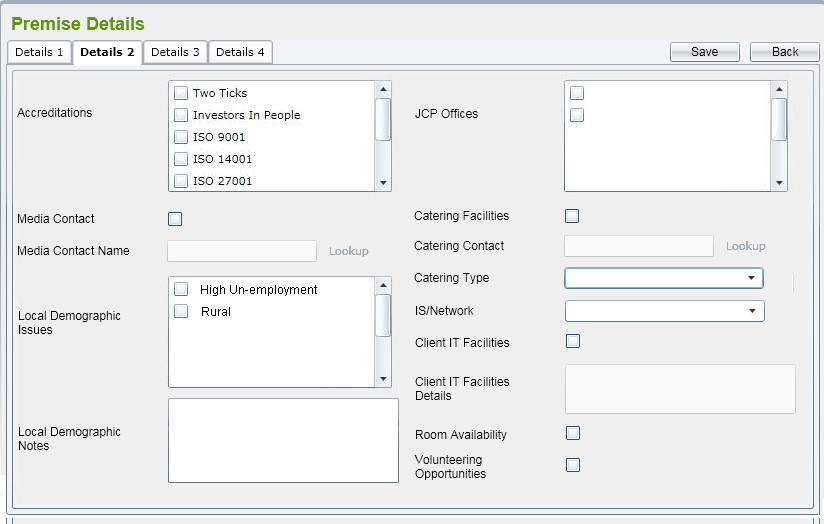 Premise Details
Details 1 Details 2 Details 3 Details 4 Save Back
Accreditations
Two Ticks
Investors In People
ISO 9001
ISO 14001
ISO 27001
JCP Offices
Media Contact
Catering Facilities
Media Contact Name Lookup
Catering Contact Lookup
Local Demographic
Issues
High Un-employment
Rural
Catering Type
IS/Network
Client IT Facilities
Client IT Facilities
Details
Local Demographic
Notes
Room Availability
Volunteering
Opportunities